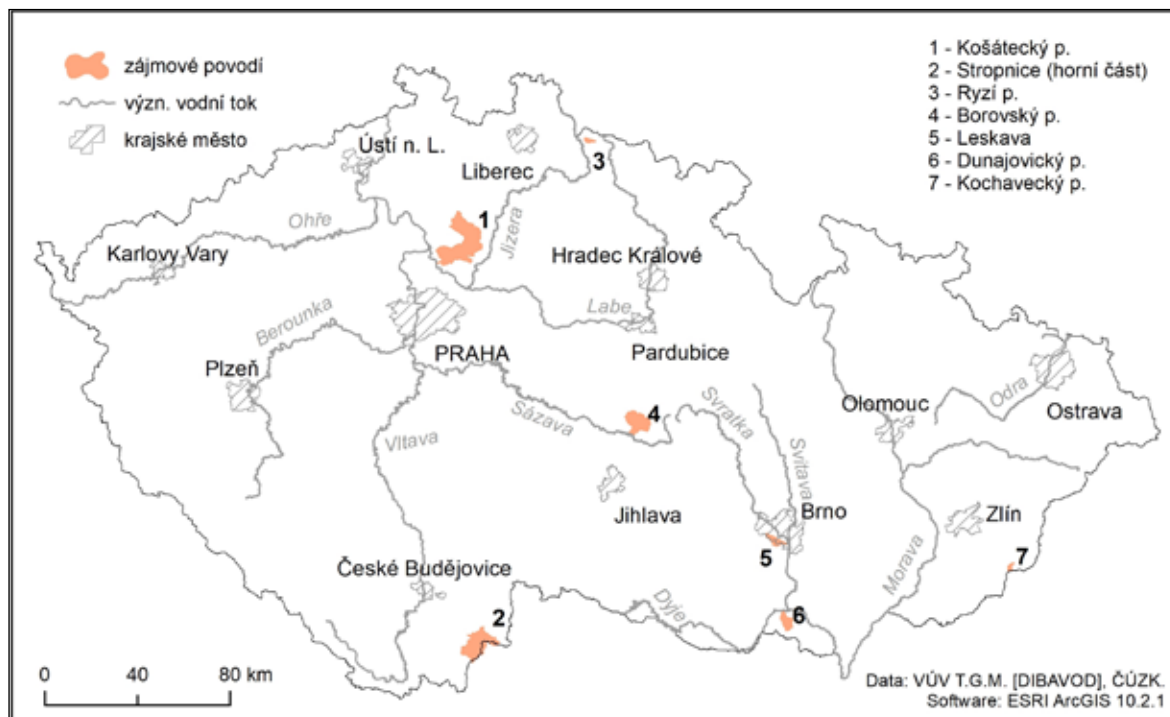 zájmové povodí
význ. vodní tok
krajské město
1 - Košátecký p.
2 - Stropnice (horní část)
3 - Ryzí p.
4 - Borovský p.
5 - Leskava
6 - Dunajovický p.
7 - Kochavecký p.
Ústí n. L.
Liberec
3
1
Ohře
Jizera
Karlovy Vary
Hradec Králové
Labe
Berounka
PRAHA
Pardubice
Plzeň
Sázava
4
Svratka
Olomouc
Odra
Ostrava
Vltava
Svitava
Jihlava
Brno
Zlín
5
7
Morava
České Budějovice
Dyje
2
6
0 40 80 km
Data: VÚV T.G.M. [DIBAVOD], ČÚZK.
Software: ESRI ArcGIS 10.2.1